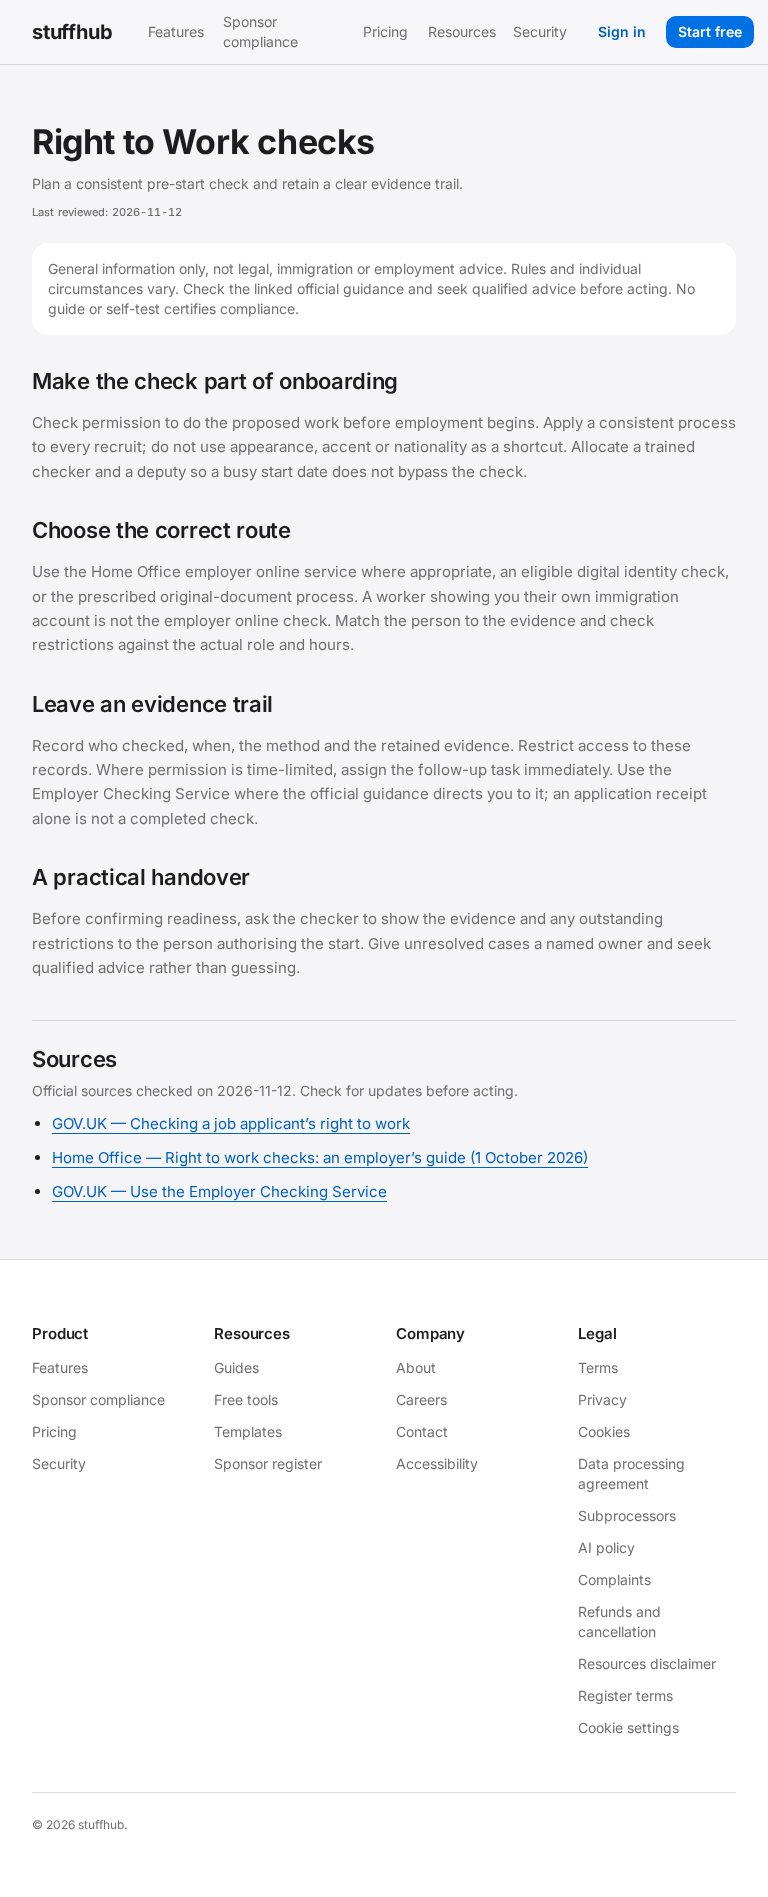 stuffhub
Features
Sponsor
compliance
Pricing
Resources
Security
Sign in
Start free
Right to Work checks
Plan a consistent pre-start check and retain a clear evidence trail.
Last reviewed: 2026-11-12
General information only, not legal, immigration or employment advice. Rules and individual
circumstances vary. Check the linked official guidance and seek qualified advice before acting. No
guide or self-test certifies compliance.
Make the check part of onboarding
Check permission to do the proposed work before employment begins. Apply a consistent process
to every recruit; do not use appearance, accent or nationality as a shortcut. Allocate a trained
checker and a deputy so a busy start date does not bypass the check.
Choose the correct route
Use the Home Office employer online service where appropriate, an eligible digital identity check,
or the prescribed original-document process. A worker showing you their own immigration
account is not the employer online check. Match the person to the evidence and check
restrictions against the actual role and hours.
Leave an evidence trail
Record who checked, when, the method and the retained evidence. Restrict access to these
records. Where permission is time-limited, assign the follow-up task immediately. Use the
Employer Checking Service where the official guidance directs you to it; an application receipt
alone is not a completed check.
A practical handover
Before confirming readiness, ask the checker to show the evidence and any outstanding
restrictions to the person authorising the start. Give unresolved cases a named owner and seek
qualified advice rather than guessing.
Sources
Official sources checked on 2026-11-12. Check for updates before acting.
• GOV.UK — Checking a job applicant’s right to work
• Home Office — Right to work checks: an employer’s guide (1 October 2026)
• GOV.UK — Use the Employer Checking Service
Product
Features
Sponsor compliance
Pricing
Security
Resources
Guides
Free tools
Templates
Sponsor register
Company
About
Careers
Contact
Accessibility
Legal
Terms
Privacy
Cookies
Data processing
agreement
Subprocessors
AI policy
Complaints
Refunds and
cancellation
Resources disclaimer
Register terms
Cookie settings
© 2026 stuffhub.